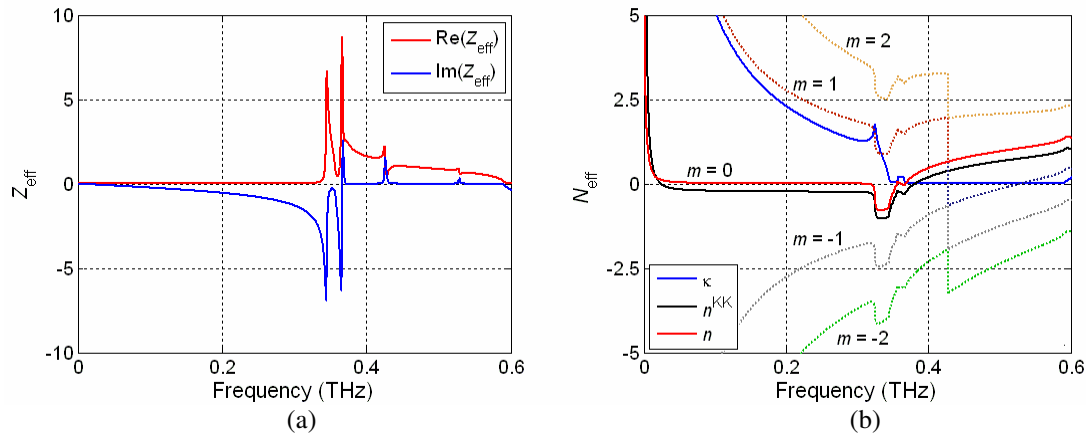 10
5
0
-5
-10
Z_eff
Re(Z_eff)
Im(Z_eff)
0
0.2
0.4
0.6
Frequency (THz)
(a)
5
2.5
0
-2.5
-5
N_eff
m = 2
m = 1
m = 0
m = -1
m = -2
κ
n^KK
n
0
0.2
0.4
0.6
Frequency (THz)
(b)